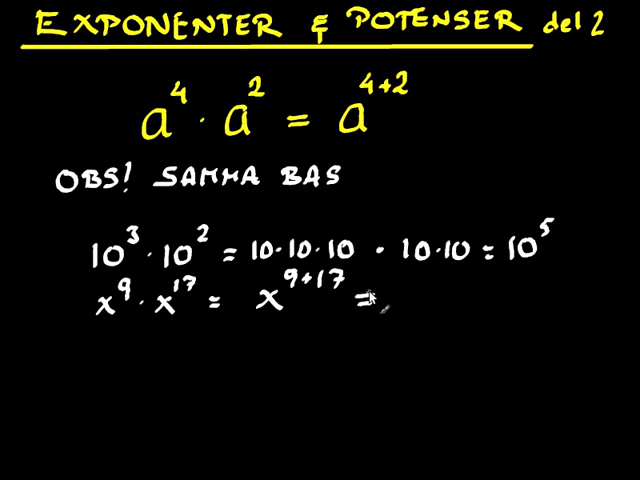 EXPONENTER & POTENSER del 2
a⁴ · a² = a⁴⁺²
OBS! SAMMA BAS
10³ · 10² = 10·10·10 · 10·10 = 10⁵
x⁹ · x¹⁷ = x⁹⁺¹⁷ =